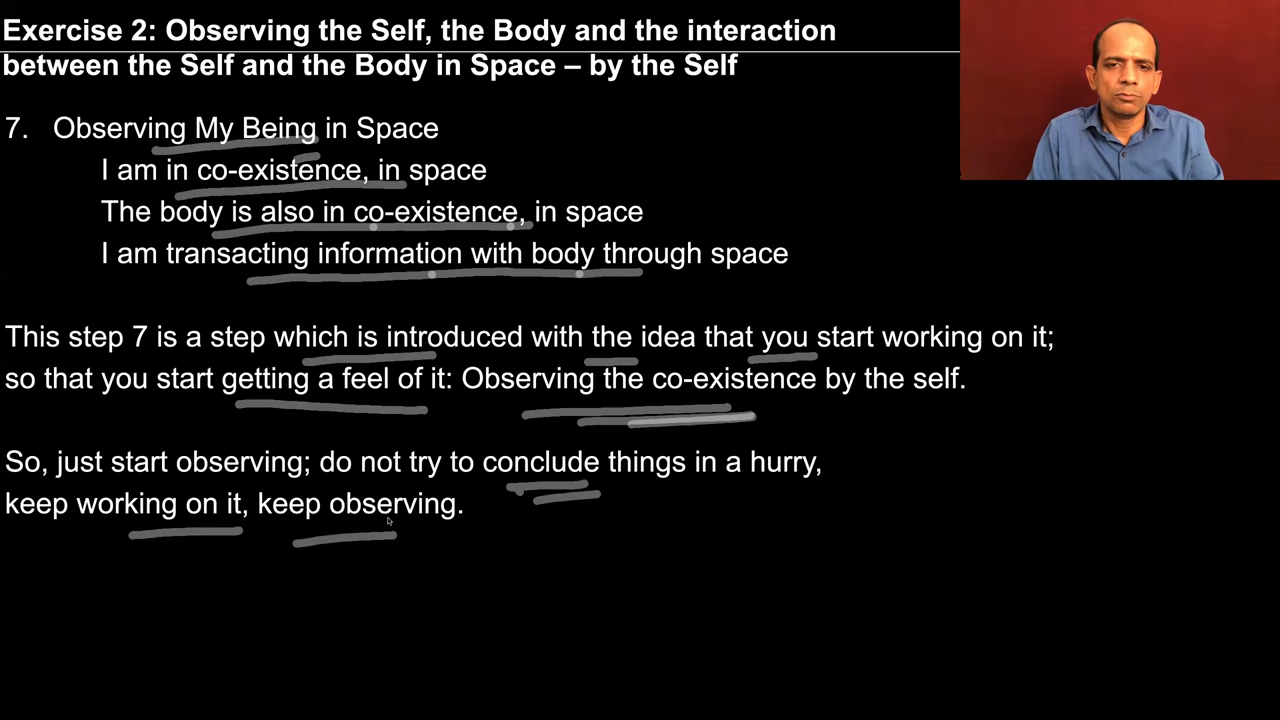 Exercise 2: Observing the Self, the Body and the interaction
between the Self and the Body in Space – by the Self
7. Observing My Being in Space
I am in co-existence, in space
The body is also in co-existence, in space
I am transacting information with body through space
This step 7 is a step which is introduced with the idea that you start working on it;
so that you start getting a feel of it: Observing the co-existence by the self.
So, just start observing; do not try to conclude things in a hurry,
keep working on it, keep observing.